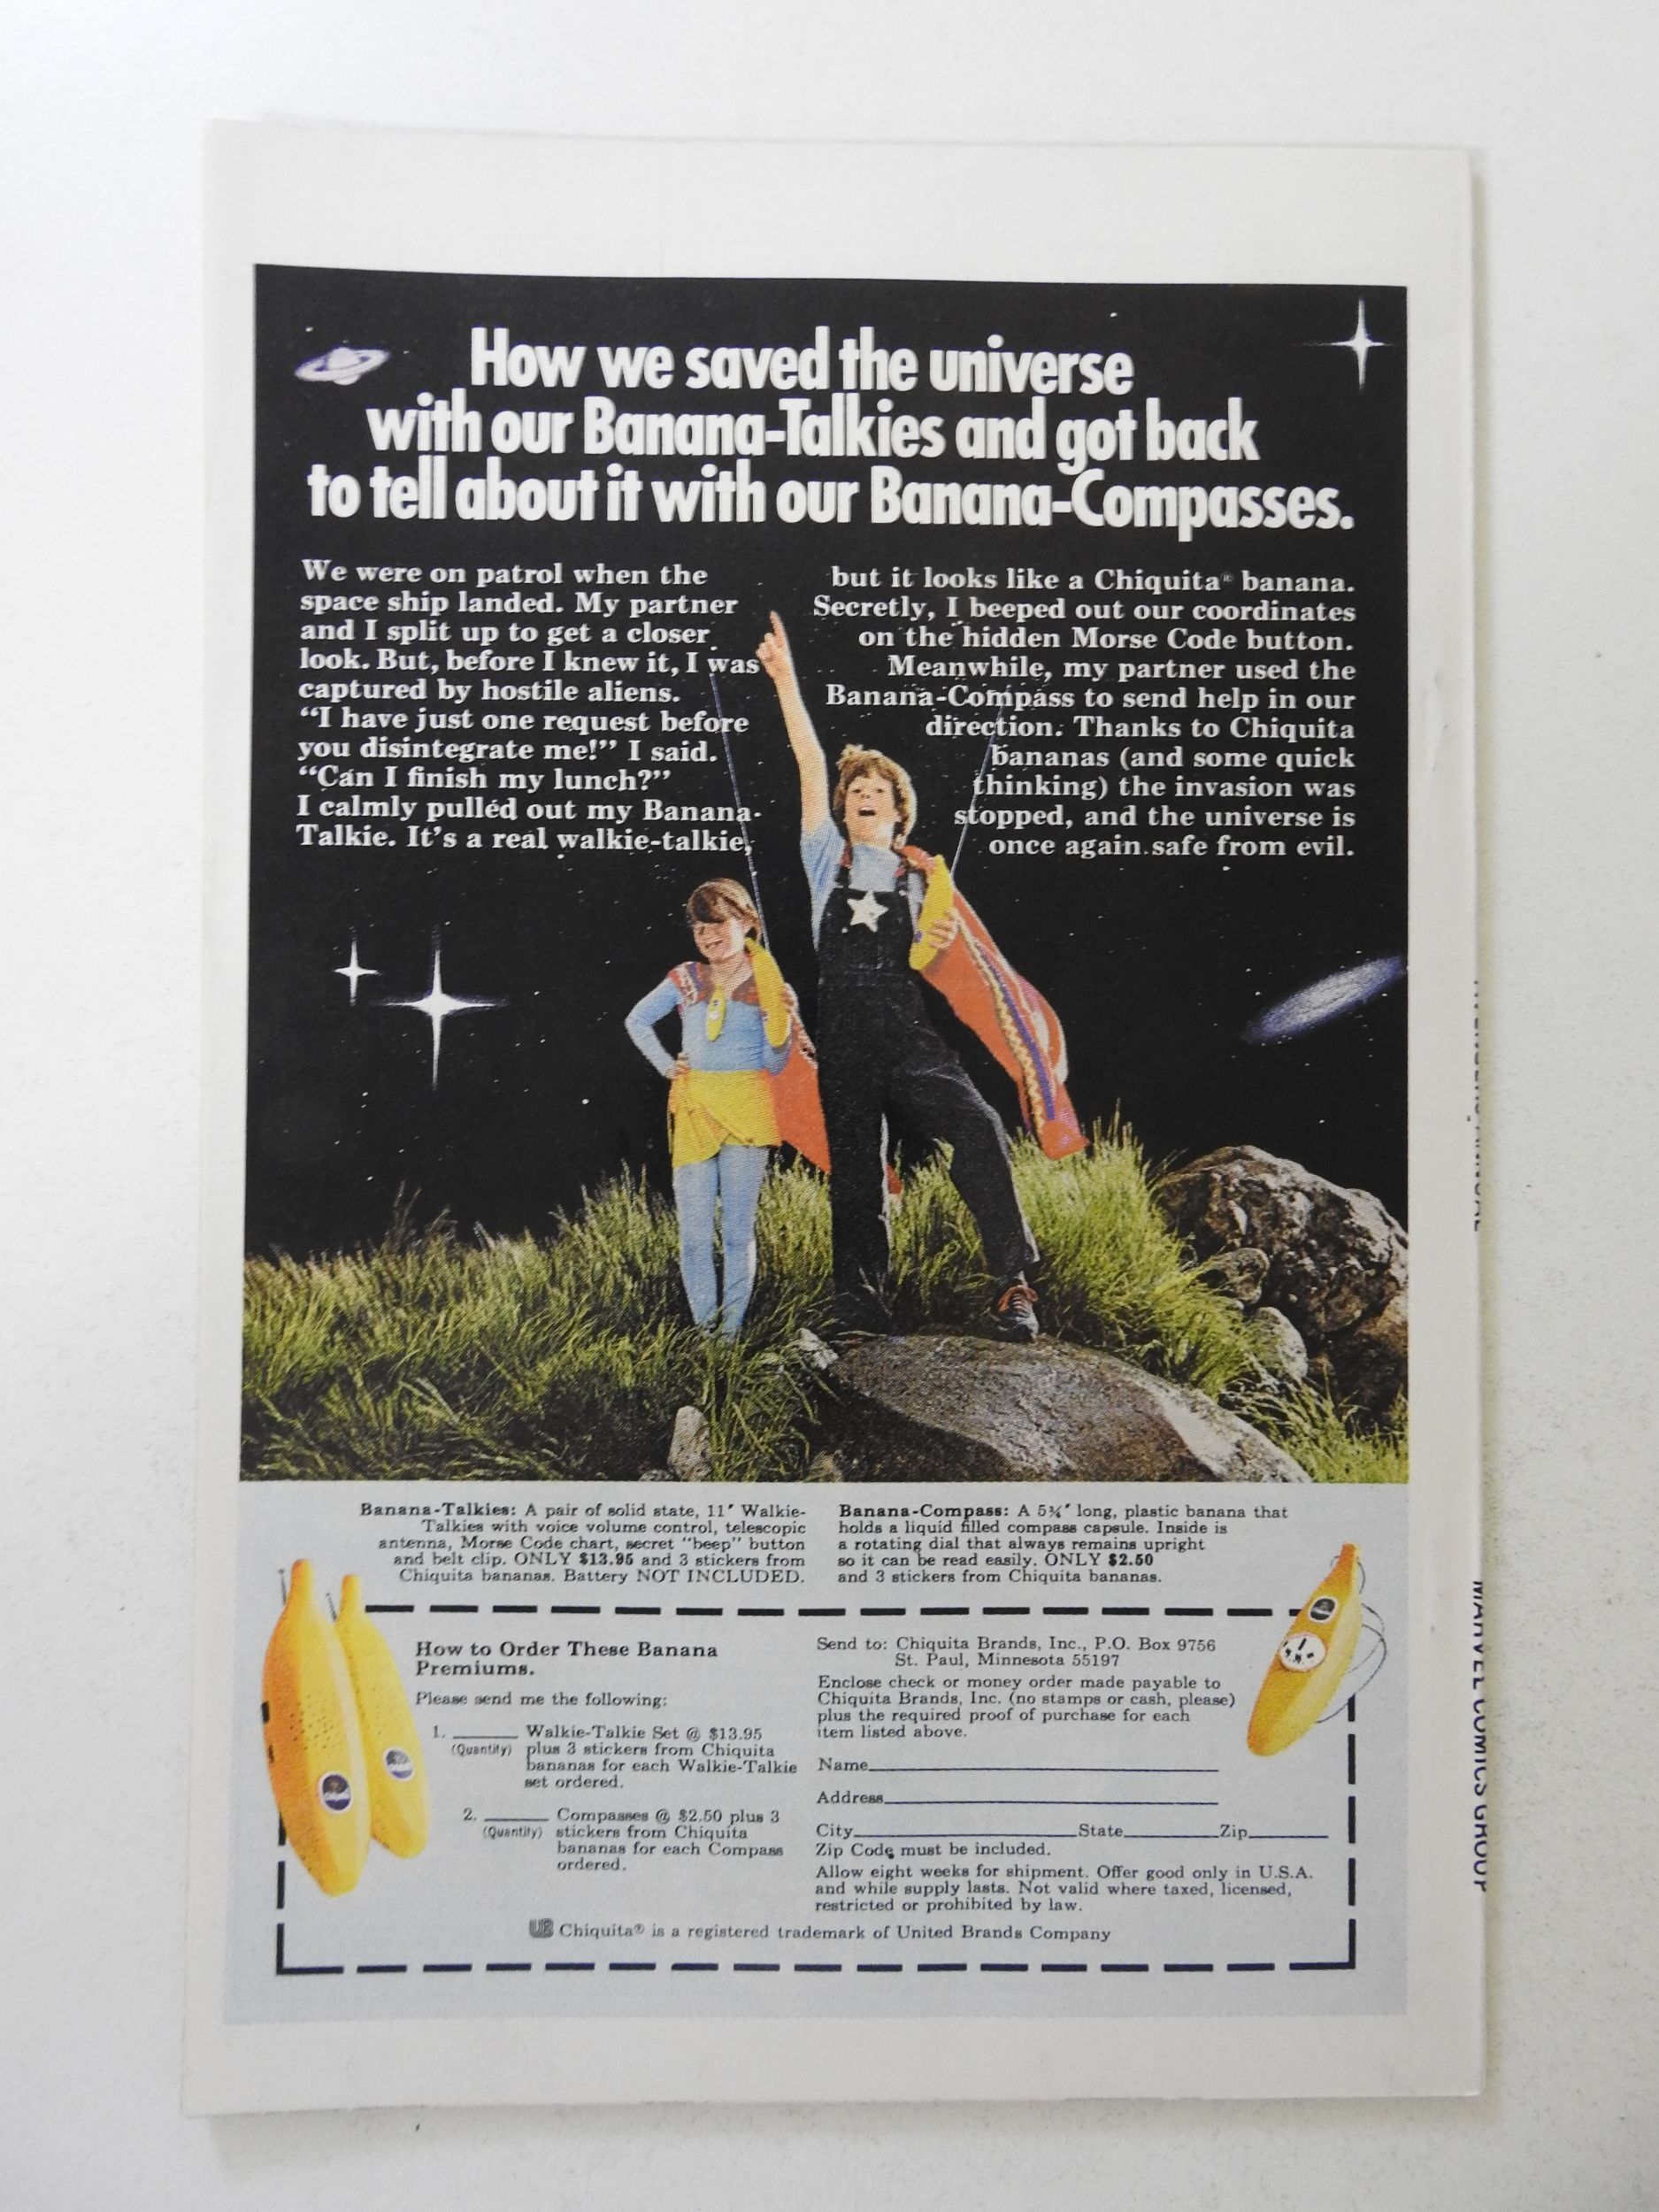 How we saved the universe
with our Banana-Talkies and got back
to tell about it with our Banana-Compasses.
We were on patrol when the
space ship landed. My partner
and I split up to get a closer
look. But, before I knew it, I was
captured by hostile aliens.
“I have just one request before
you disintegrate me!” I said.
“Can I finish my lunch?”
I calmly pulled out my Banana-
Talkie. It's a real walkie-talkie,
but it looks like a Chiquita® banana.
Secretly, I beeped out our coordinates
on the hidden Morse Code button.
Meanwhile, my partner used the
Banana-Compass to send help in our
direction. Thanks to Chiquita
bananas (and some quick
thinking) the invasion was
stopped, and the universe is
once again safe from evil.
Banana-Talkies: A pair of solid state, 11″ Walkie-
Talkies with voice volume control, telescopic
antenna, Morse Code chart, secret "beep" button
and belt clip. ONLY $13.95 and 3 stickers from
Chiquita bananas. Battery NOT INCLUDED.
Banana-Compass: A 5¾″ long, plastic banana that
holds a liquid filled compass capsule. Inside is
a rotating dial that always remains upright
so it can be read easily. ONLY $2.50
and 3 stickers from Chiquita bananas.
How to Order These Banana
Premiums.
Please send me the following:
1. ______ Walkie-Talkie Set @ $13.95
(Quantity) plus 3 stickers from Chiquita
bananas for each Walkie-Talkie
set ordered.
2. ______ Compasses @ $2.50 plus 3
(Quantity) stickers from Chiquita
bananas for each Compass
ordered.
Send to: Chiquita Brands, Inc., P.O. Box 9756
St. Paul, Minnesota 55197
Enclose check or money order made payable to
Chiquita Brands, Inc. (no stamps or cash, please)
plus the required proof of purchase for each
item listed above.
Name
Address
City State Zip
Zip Code must be included.
Allow eight weeks for shipment. Offer good only in U.S.A.
and while supply lasts. Not valid where taxed, licensed,
restricted or prohibited by law.
UB Chiquita® is a registered trademark of United Brands Company
MARVEL COMICS GROUP